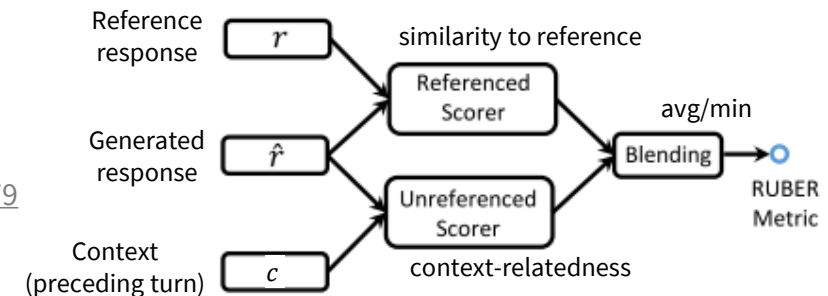 Reference
response
r
similarity to reference
Referenced
Scorer
avg/min
Generated
response
r̂
Blending
RUBER
Metric
79
Unreferenced
Scorer
Context
(preceding turn)
c
context-relatedness